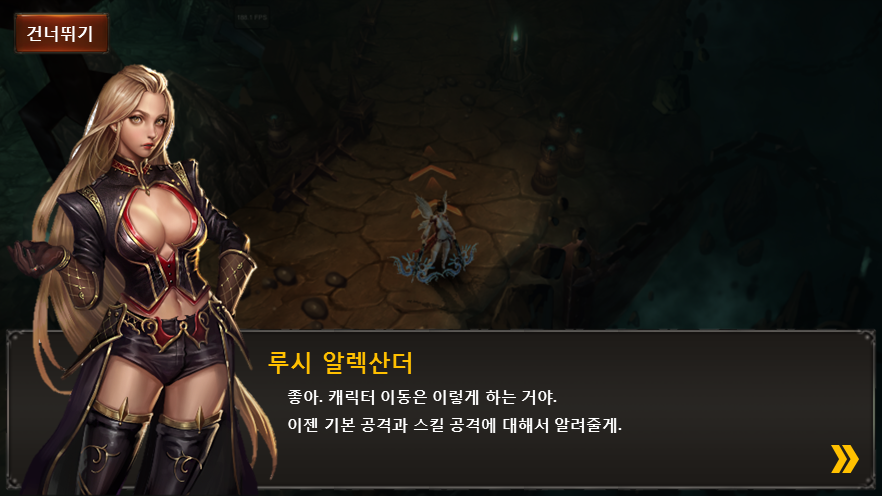 건너뛰기
루시 알렉산더
좋아. 캐릭터 이동은 이렇게 하는 거야.
이젠 기본 공격과 스킬 공격에 대해서 알려줄게.